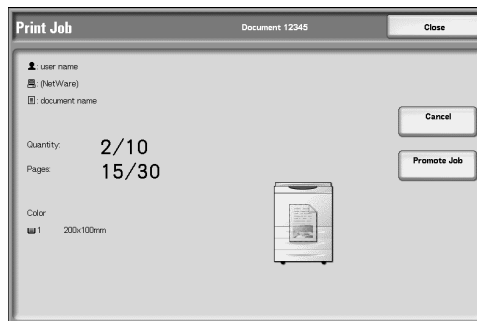 Print Job
Document 12345
Close
: user name
: (NetWare)
: document name
Cancel
Quantity: 2/10
Promote Job
Pages: 15/30
Color
1 200x100mm